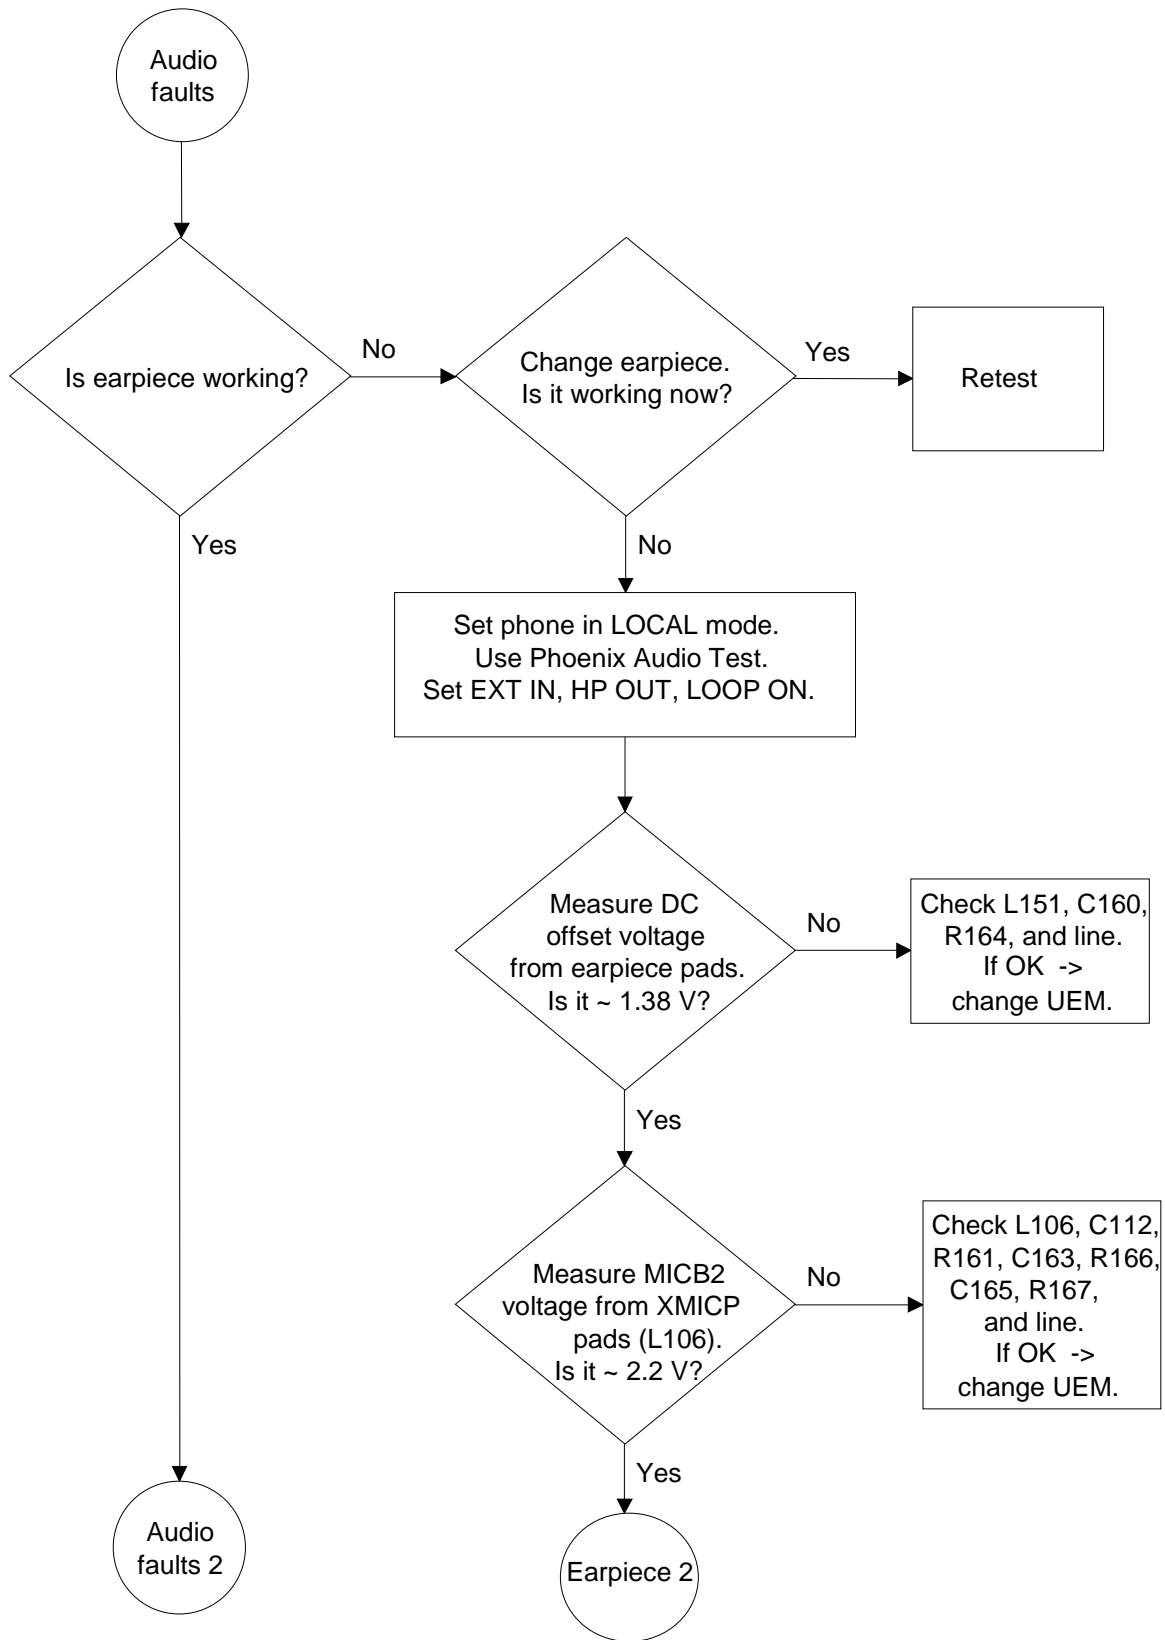 Audio
faults
Is earpiece working?
No
Change earpiece.
Is it working now?
Yes
Retest
Yes
No
Set phone in LOCAL mode.
Use Phoenix Audio Test.
Set EXT IN, HP OUT, LOOP ON.
Measure DC
offset voltage
from earpiece pads.
Is it ~ 1.38 V?
No
Check L151, C160,
R164, and line.
If OK ->
change UEM.
Yes
Measure MICB2
voltage from XMICP
pads (L106).
Is it ~ 2.2 V?
No
Check L106, C112,
R161, C163, R166,
C165, R167,
and line.
If OK ->
change UEM.
Yes
Audio
faults 2
Earpiece 2